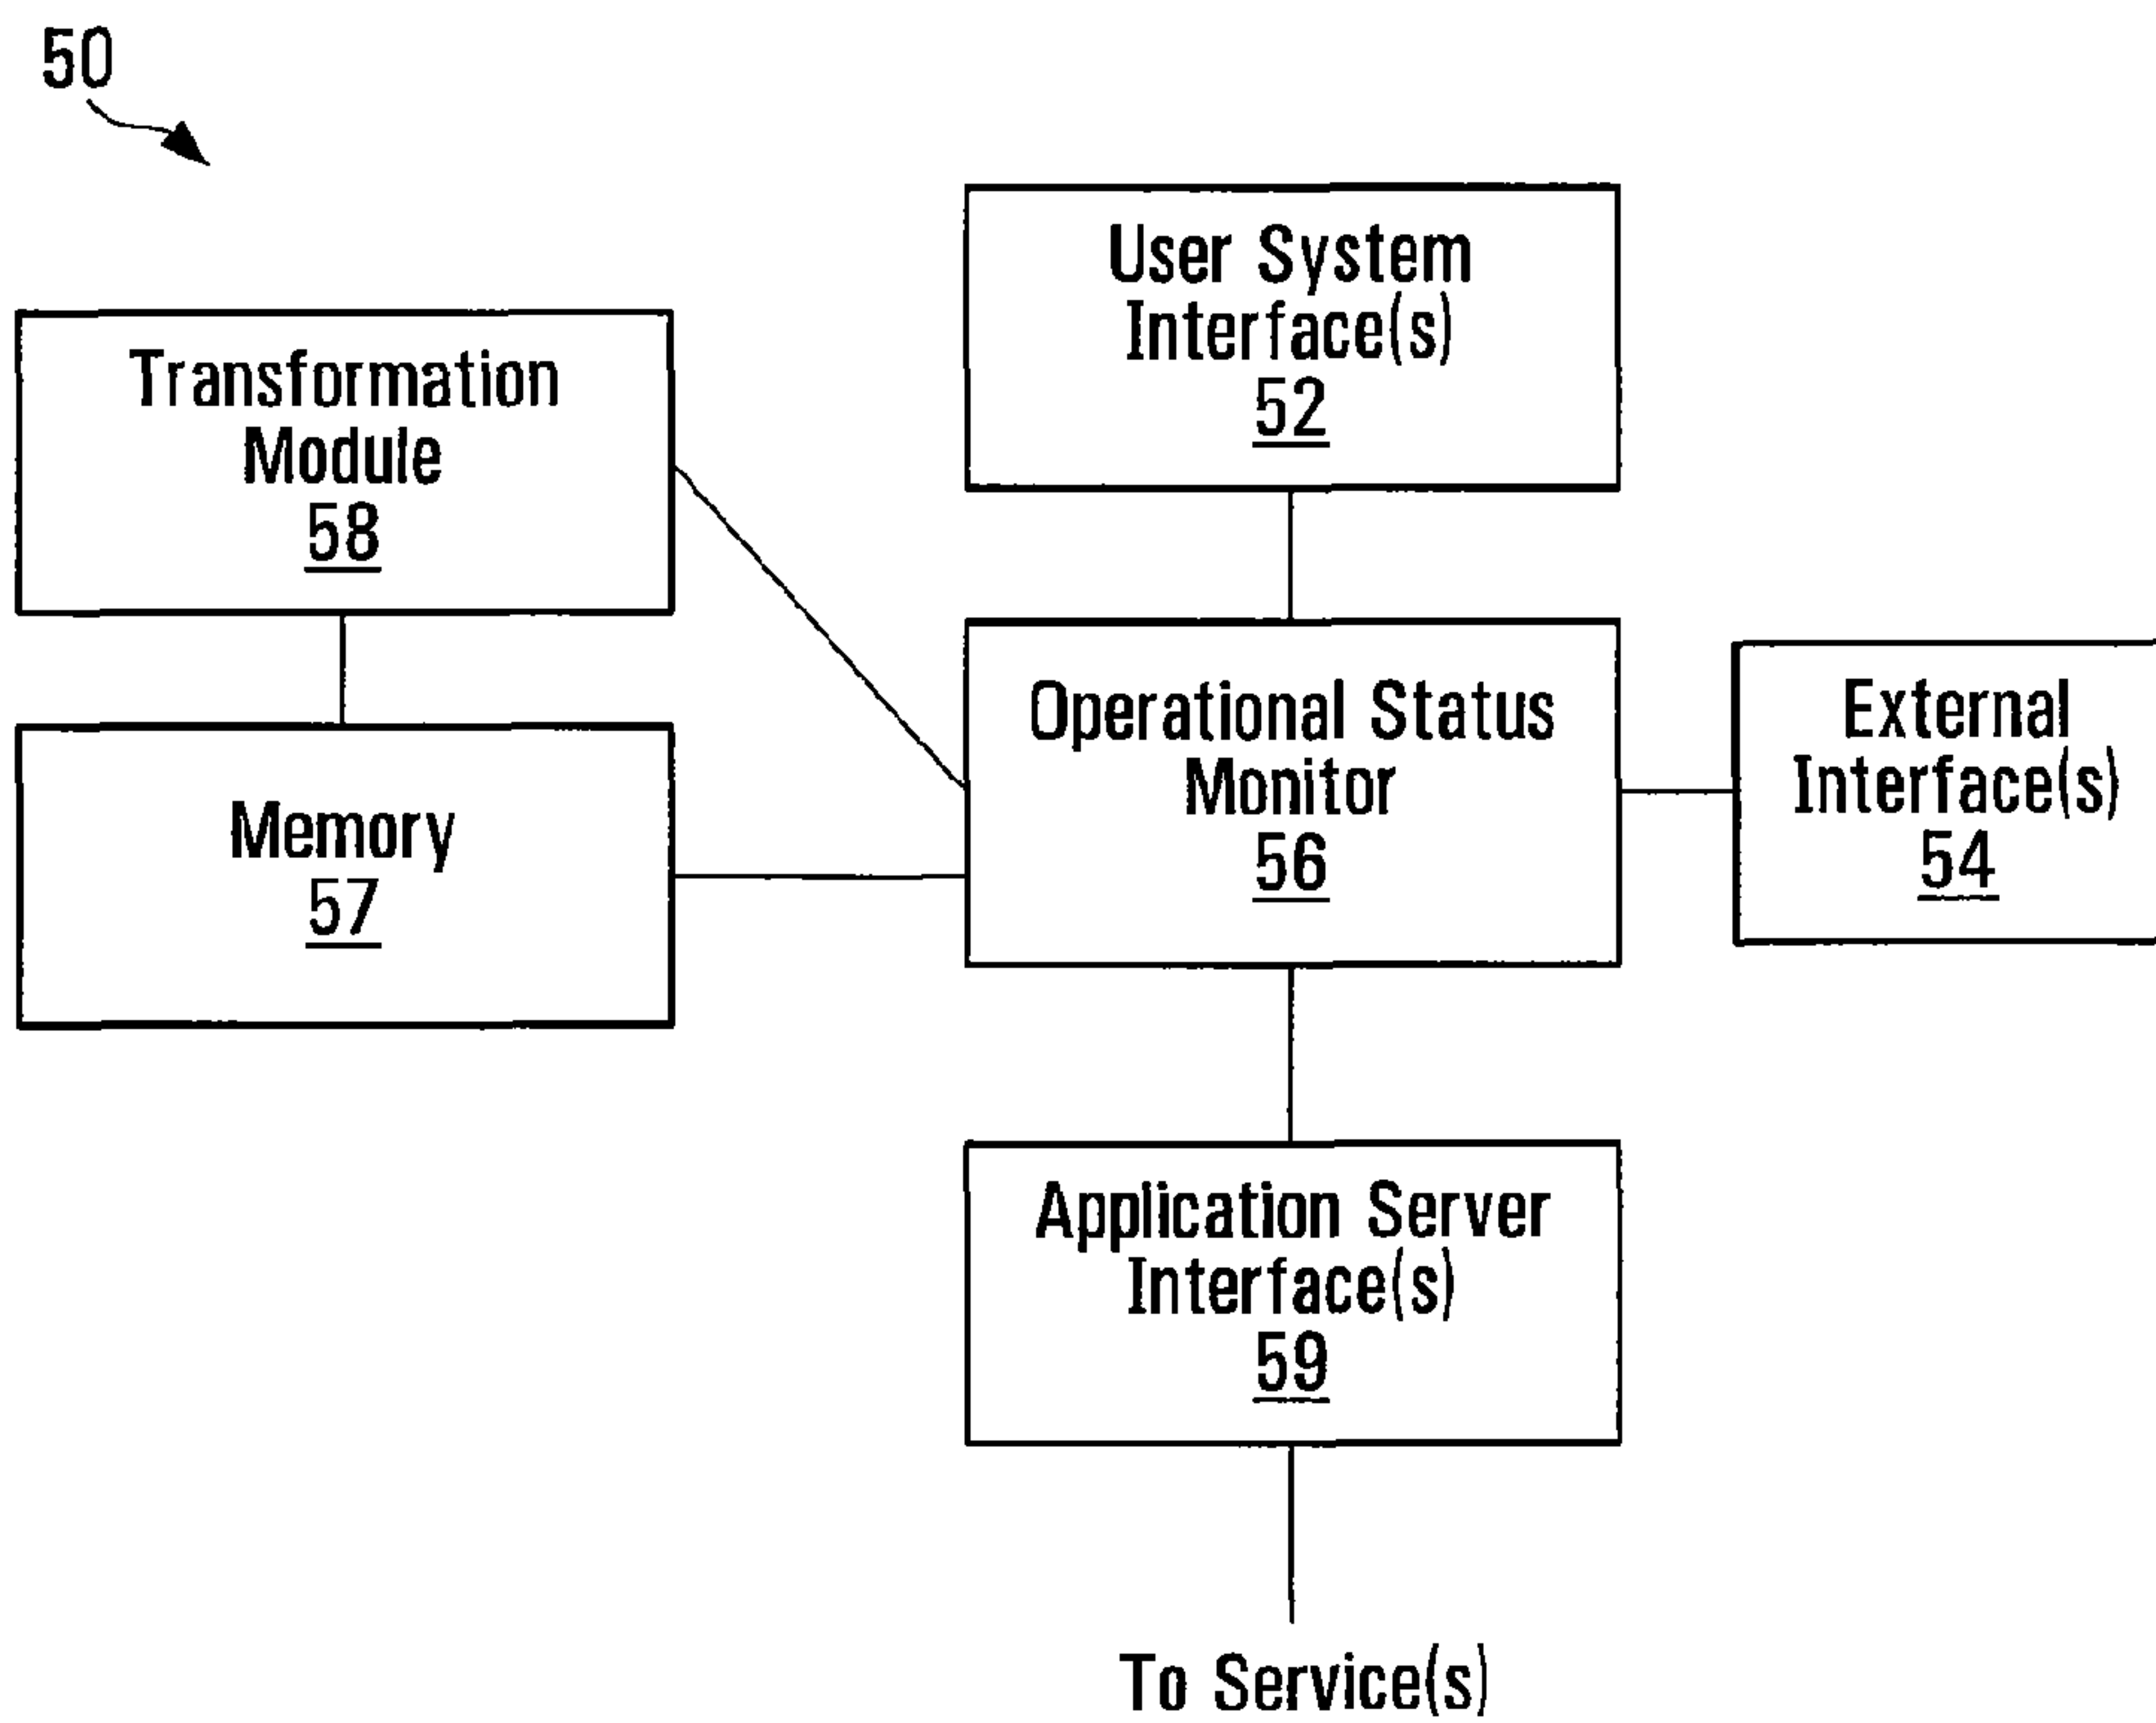 50
User System
Interface(s)
52
Transformation
Module
58
Operational Status
Monitor
56
External
Interface(s)
54
Memory
57
Application Server
Interface(s)
59
To Service(s)